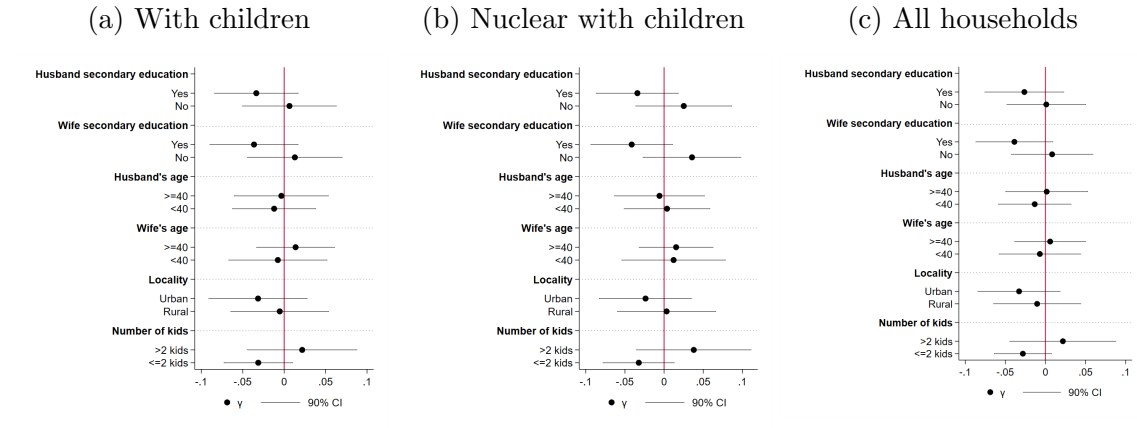 (a) With children
Husband secondary education
Yes
No
Wife secondary education
Yes
No
Husband's age
>=40
<40
Wife's age
>=40
<40
Locality
Urban
Rural
Number of kids
>2 kids
<=2 kids
-.1 -.05 0 .05 .1
γ 90% CI
(b) Nuclear with children
Husband secondary education
Yes
No
Wife secondary education
Yes
No
Husband's age
>=40
<40
Wife's age
>=40
<40
Locality
Urban
Rural
Number of kids
>2 kids
<=2 kids
-.1 -.05 0 .05 .1
γ 90% CI
(c) All households
Husband secondary education
Yes
No
Wife secondary education
Yes
No
Husband's age
>=40
<40
Wife's age
>=40
<40
Locality
Urban
Rural
Number of kids
>2 kids
<=2 kids
-.1 -.05 0 .05 .1
γ 90% CI